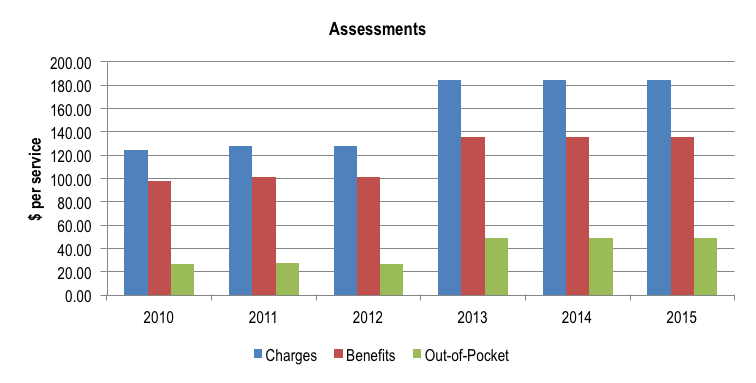 Assessments
200.00
180.00
160.00
140.00
120.00
100.00
80.00
60.00
40.00
20.00
0.00
$ per service
2010 2011 2012 2013 2014 2015
Charges Benefits Out-of-Pocket